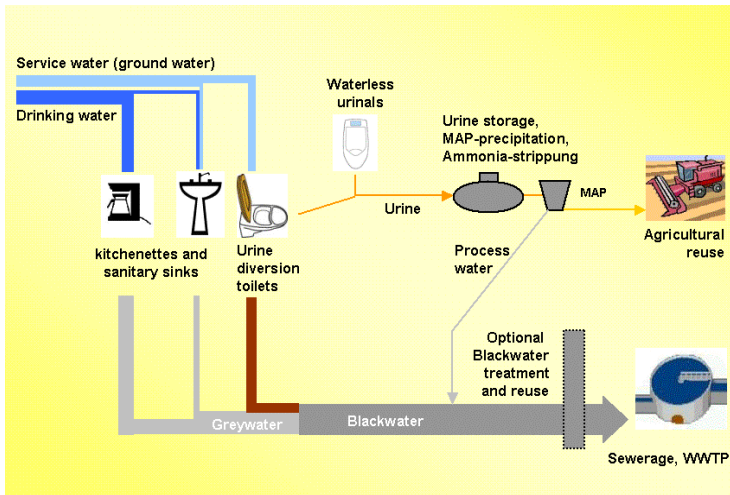 Service water (ground water)
Drinking water
Waterless
urinals
Urine storage,
MAP-precipitation,
Ammonia-strippung
MAP
Urine
Agricultural
reuse
kitchenettes and
sanitary sinks
Urine
diversion
toilets
Process
water
Optional
Blackwater
treatment
and reuse
Greywater
Blackwater
Sewerage, WWTP